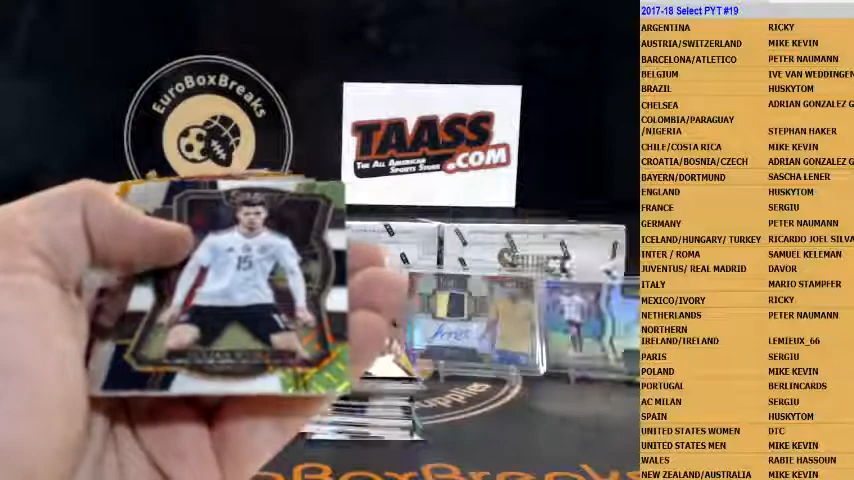 EuroBoxBreaks
TAASS
THE ALL AMERICAN
SPORTS STORE
.COM
15
2017-18 Select PYT #19
ARGENTINA RICKY
AUSTRIA/SWITZERLAND MIKE KEVIN
BARCELONA/ATLETICO PETER NAUMANN
BELGIUM IVE VAN WEDDINGEN
BRAZIL HUSKYTOM
CHELSEA ADRIAN GONZALEZ G
COLOMBIA/PARAGUAY
/NIGERIA STEPHAN HAKER
CHILE/COSTA RICA MIKE KEVIN
CROATIA/BOSNIA/CZECH ADRIAN GONZALEZ G
BAYERN/DORTMUND SASCHA LENER
ENGLAND HUSKYTOM
FRANCE SERGIU
GERMANY PETER NAUMANN
ICELAND/HUNGARY/ TURKEY RICARDO JOEL SILVA
INTER / ROMA SAMUEL KELEMAN
JUVENTUS/ REAL MADRID DAVOR
ITALY MARIO STAMPFER
MEXICO/IVORY RICKY
NETHERLANDS PETER NAUMANN
NORTHERN
IRELAND/IRELAND LEMIEUX_66
PARIS SERGIU
POLAND MIKE KEVIN
PORTUGAL BERLINCARDS
AC MILAN SERGIU
SPAIN HUSKYTOM
UNITED STATES WOMEN DTC
UNITED STATES MEN MIKE KEVIN
WALES RABIE HASSOUN
NEW ZEALAND/AUSTRALIA MIKE KEVIN
pplies
oBoxBreaks